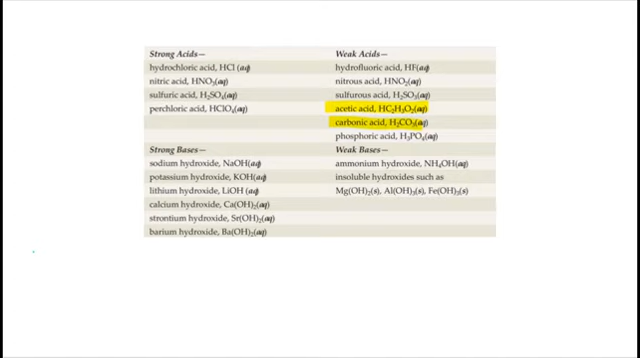 Strong Acids— Weak Acids—
hydrochloric acid, HCl (aq) hydrofluoric acid, HF(aq)
nitric acid, HNO₃(aq) nitrous acid, HNO₂(aq)
sulfuric acid, H₂SO₄(aq) sulfurous acid, H₂SO₃(aq)
perchloric acid, HClO₄(aq) acetic acid, HC₂H₃O₂(aq)
carbonic acid, H₂CO₃(aq)
phosphoric acid, H₃PO₄(aq)
Strong Bases— Weak Bases—
sodium hydroxide, NaOH(aq) ammonium hydroxide, NH₄OH(aq)
potassium hydroxide, KOH(aq) insoluble hydroxides such as
lithium hydroxide, LiOH (aq) Mg(OH)₂(s), Al(OH)₃(s), Fe(OH)₃(s)
calcium hydroxide, Ca(OH)₂(aq)
strontium hydroxide, Sr(OH)₂(aq)
barium hydroxide, Ba(OH)₂(aq)